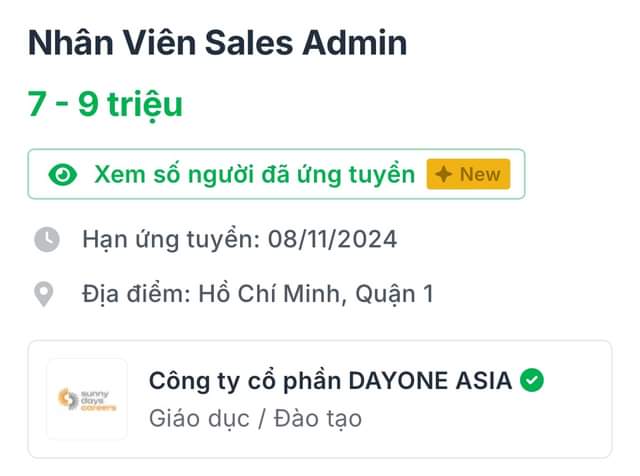 Nhân Viên Sales Admin
7 - 9 triệu
Xem số người đã ứng tuyển New
Hạn ứng tuyển: 08/11/2024
Địa điểm: Hồ Chí Minh, Quận 1
sunny
days
careers
Công ty cổ phần DAYONE ASIA
Giáo dục / Đào tạo